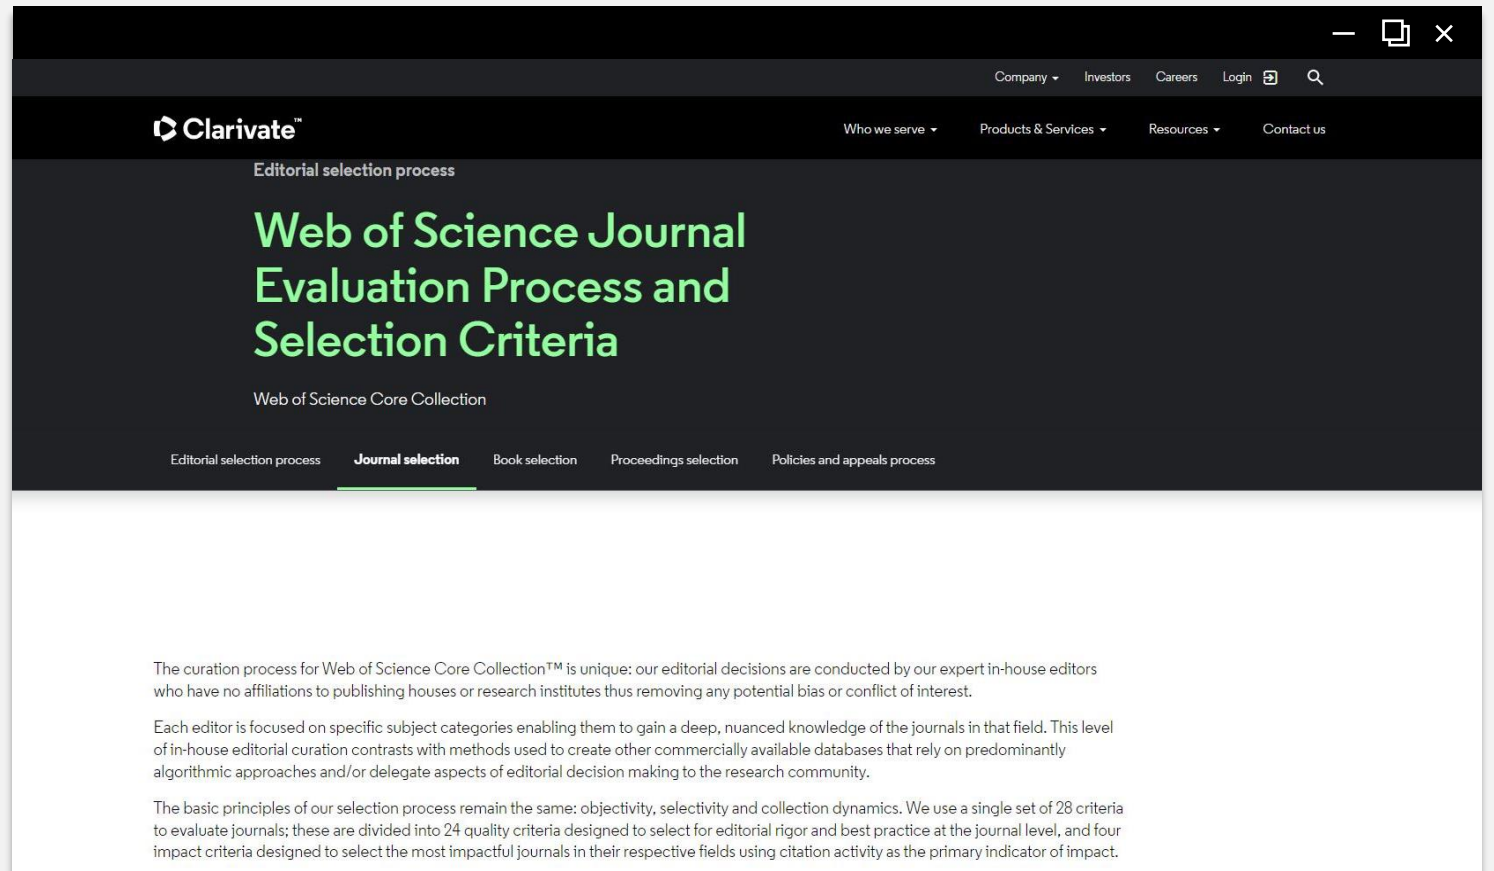 Company Investors Careers Login
Clarivate™ Who we serve Products & Services Resources Contact us
Editorial selection process
Web of Science Journal
Evaluation Process and
Selection Criteria
Web of Science Core Collection
Editorial selection process Journal selection Book selection Proceedings selection Policies and appeals process
The curation process for Web of Science Core Collection™ is unique: our editorial decisions are conducted by our expert in-house editors
who have no affiliations to publishing houses or research institutes thus removing any potential bias or conflict of interest.
Each editor is focused on specific subject categories enabling them to gain a deep, nuanced knowledge of the journals in that field. This level
of in-house editorial curation contrasts with methods used to create other commercially available databases that rely on predominantly
algorithmic approaches and/or delegate aspects of editorial decision making to the research community.
The basic principles of our selection process remain the same: objectivity, selectivity and collection dynamics. We use a single set of 28 criteria
to evaluate journals; these are divided into 24 quality criteria designed to select for editorial rigor and best practice at the journal level, and four
impact criteria designed to select the most impactful journals in their respective fields using citation activity as the primary indicator of impact.